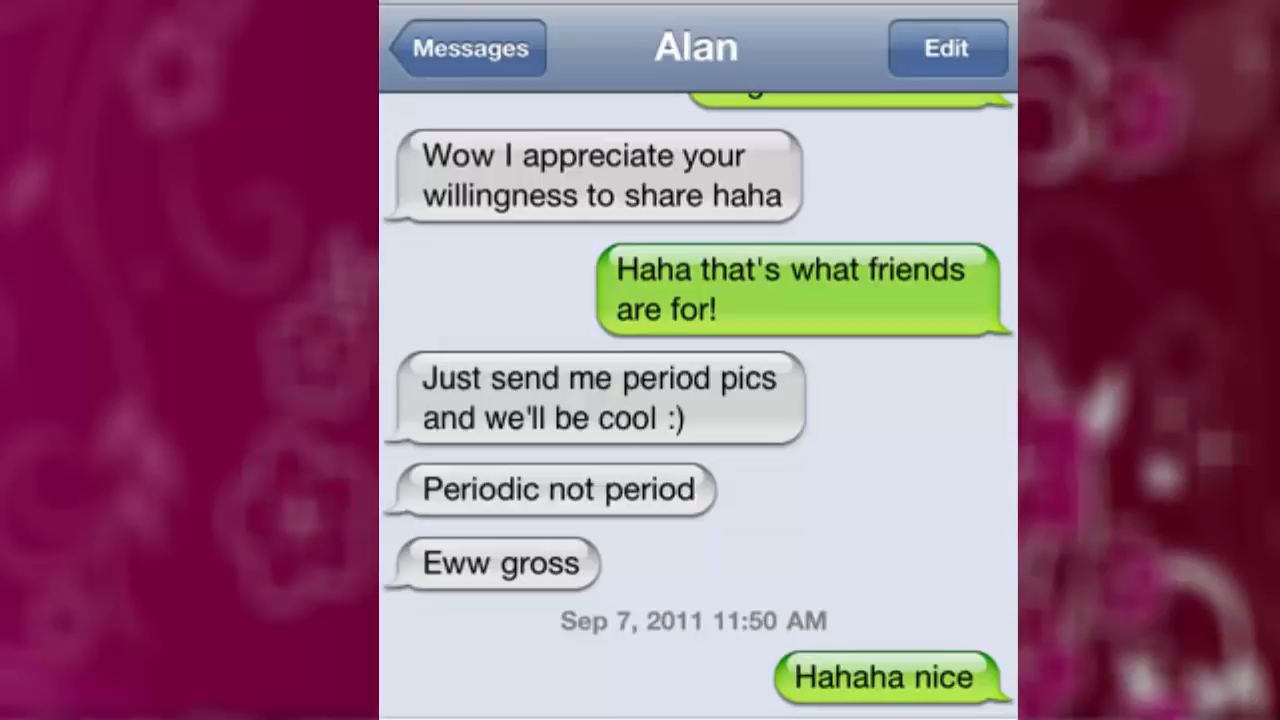 Messages
Alan
Edit
Wow I appreciate your
willingness to share haha
Haha that's what friends
are for!
Just send me period pics
and we'll be cool :)
Periodic not period
Eww gross
Sep 7, 2011 11:50 AM
Hahaha nice